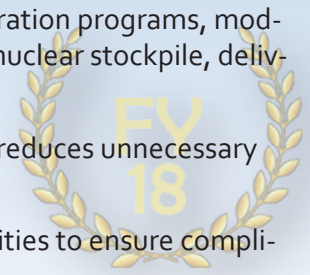 ration programs, mod-
nuclear stockpile, deliv-
FY
reduces unnecessary
18
ities to ensure compli-